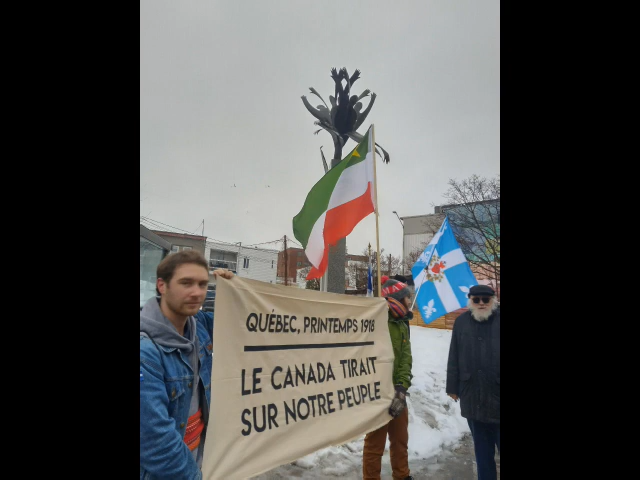 QUÉBEC, PRINTEMPS 1918
LE CANADA TIRAIT
SUR NOTRE PEUPLE